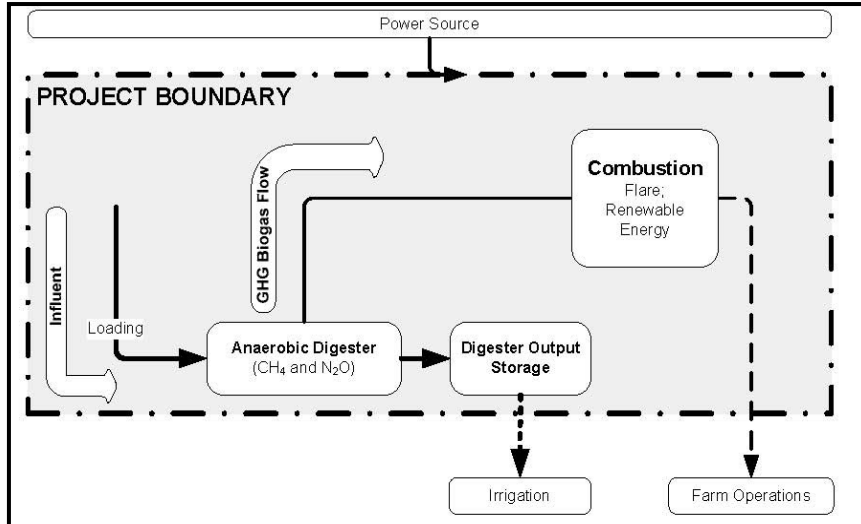 Power Source
PROJECT BOUNDARY
Combustion
Flare;
Renewable
Energy
GHG Biogas Flow
Influent
Loading
Anaerobic Digester
(CH₄ and N₂O)
Digester Output
Storage
Irrigation
Farm Operations